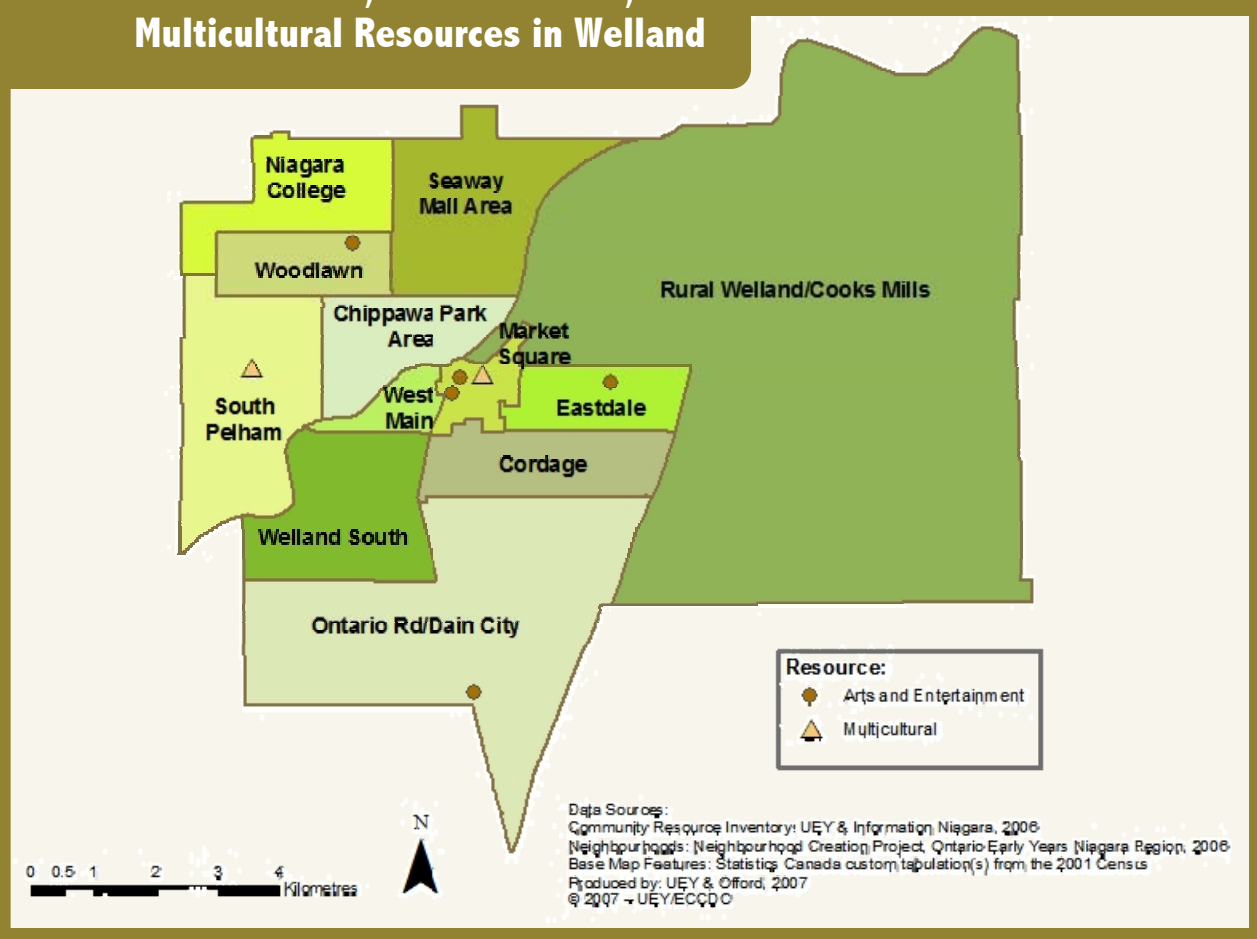 Multicultural Resources in Welland
Niagara
College
Seaway
Mall Area
Woodlawn
Rural Welland/Cooks Mills
Chippawa Park
Area
Market
Square
West
Main
Eastdale
South
Pelham
Cordage
Welland South
Ontario Rd/Dain City
Resource:
Arts and Entertainment
Multicultural
N
0 0.5 1 2 3 4
Kilometres
Data Sources:
Community Resource Inventory: UEY & Information Niagara, 2006
Neighbourhoods: Neighbourhood Creation Project, Ontario Early Years Niagara Region, 2006
Base Map Features: Statistics Canada custom tabulation(s) from the 2001 Census
Produced by: UEY & Offord, 2007
© 2007 - UEY/ECCDC